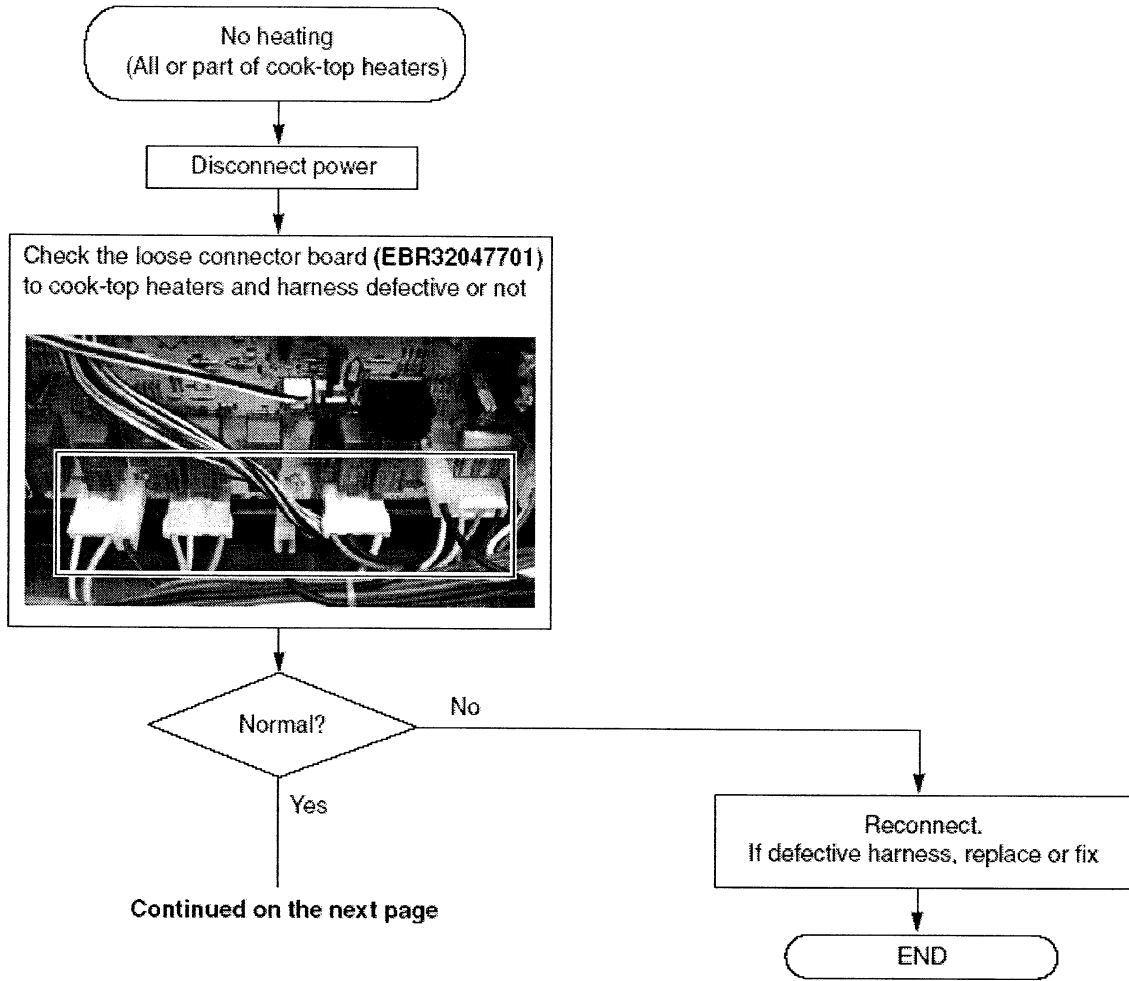 No heating
(All or part of cook-top heaters)
Disconnect power
Check the loose connector board (EBR32047701)
to cook-top heaters and harness defective or not
Normal?
No
Yes
Reconnect.
If defective harness, replace or fix
Continued on the next page
END